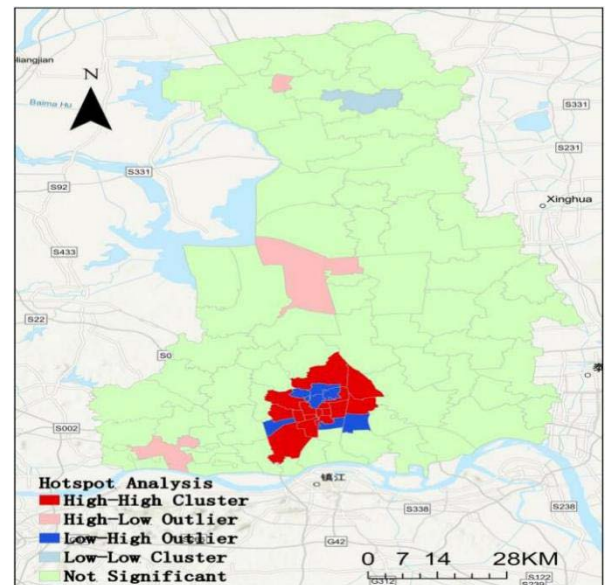 N
Baima Hu
S331
S331
S231
S92
Xinghua
S433
S22
S0
S002
镇江
Hotspot Analysis
High-High Cluster
High-Low Outlier
Low-High Outlier
Low-Low Cluster
Not Significant
S338
S238
G42
0 7 14 28KM
G312
S122